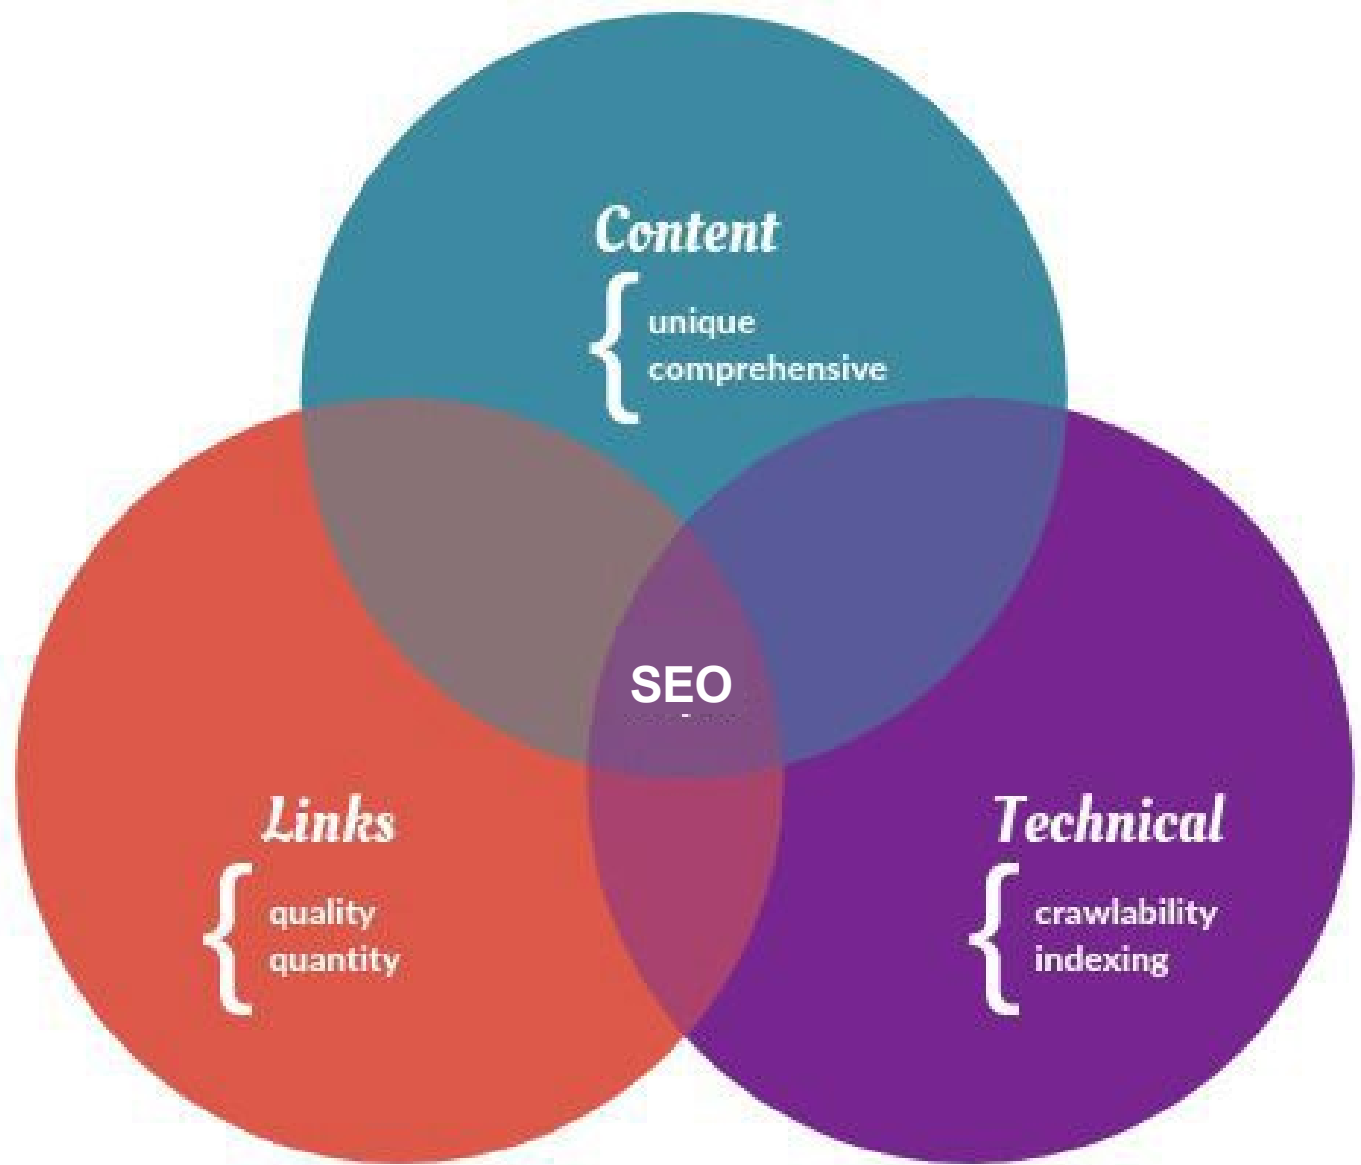 Content
{ unique
comprehensive
SEO
Links
{ quality
quantity
Technical
{ crawlability
indexing